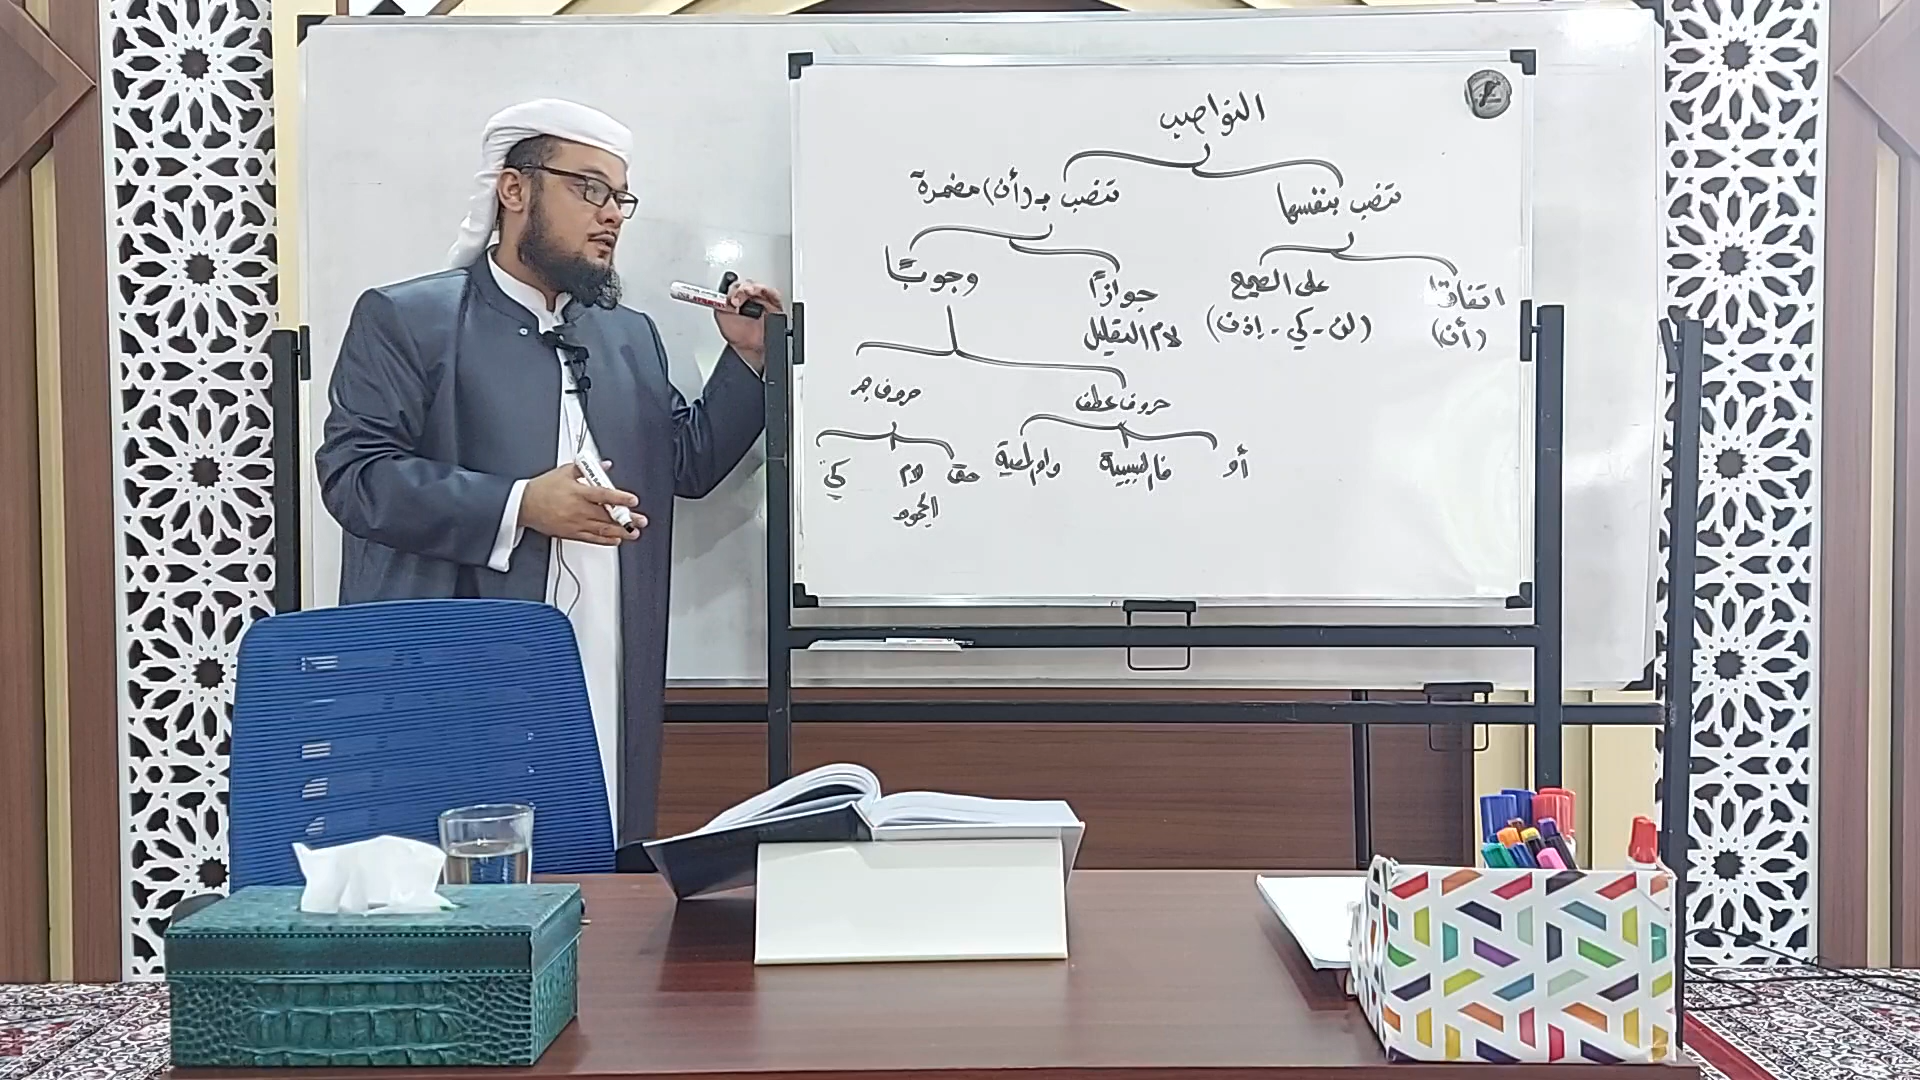 النواصب
تنصب بنفسها
تنصب بـ (أن) مضمرة
اتفاقا
(أن)
على الصحيح
(لن - كي - إذن)
جوازاً
لام التعليل
وجوبًا
حروف عطف
أو
فاء السببية
واو المعية
حروف جر
حتى
لام
الجحود
كي